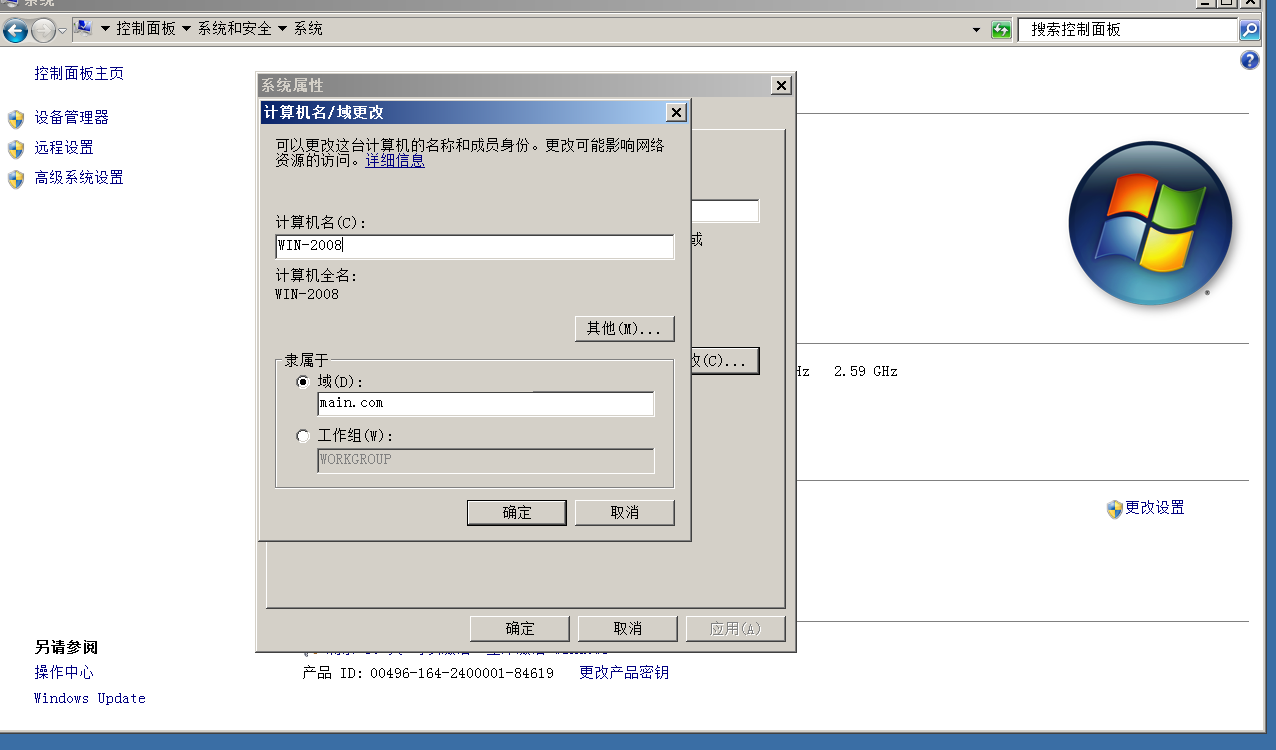 系统
控制面板 系统和安全 系统
搜索控制面板
控制面板主页
设备管理器
远程设置
高级系统设置
系统属性
计算机名/域更改
可以更改这台计算机的名称和成员身份。更改可能影响网络
资源的访问。详细信息
计算机名(C):
WIN-2008
或
计算机全名:
WIN-2008
其他(M)...
隶属于
改(C)...
Hz 2.59 GHz
域(D):
main.com
工作组(W):
WORKGROUP
确定 取消
更改设置
确定 取消 应用(A)
另请参阅
操作中心
产品 ID: 00496-164-2400001-84619 更改产品密钥
Windows Update